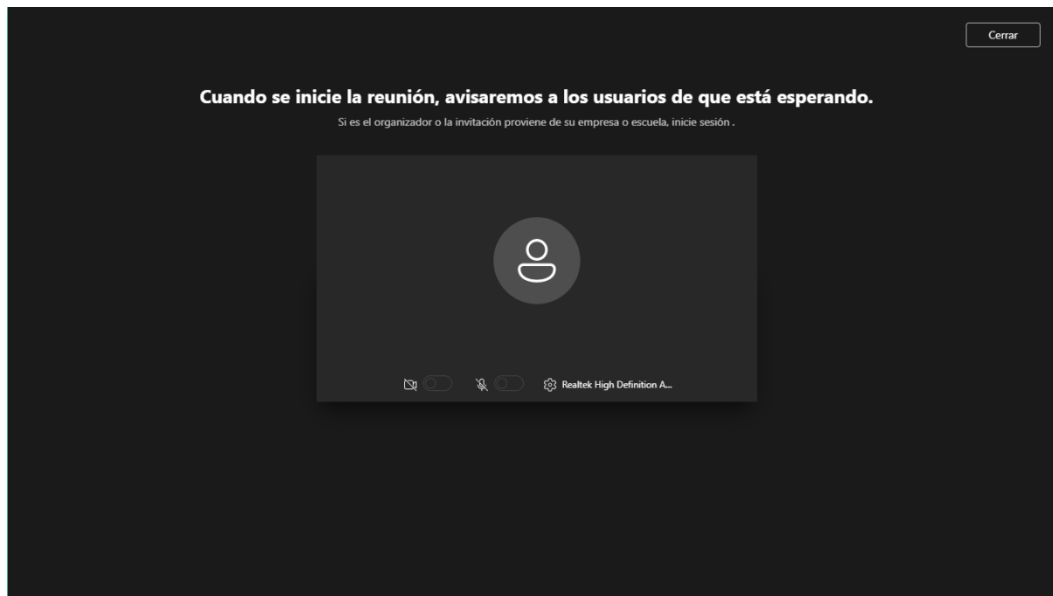 Cerrar
Cuando se inicie la reunión, avisaremos a los usuarios de que está esperando.
Si es el organizador o la invitación proviene de su empresa o escuela, inicie sesión .
Realtek High Definition A...